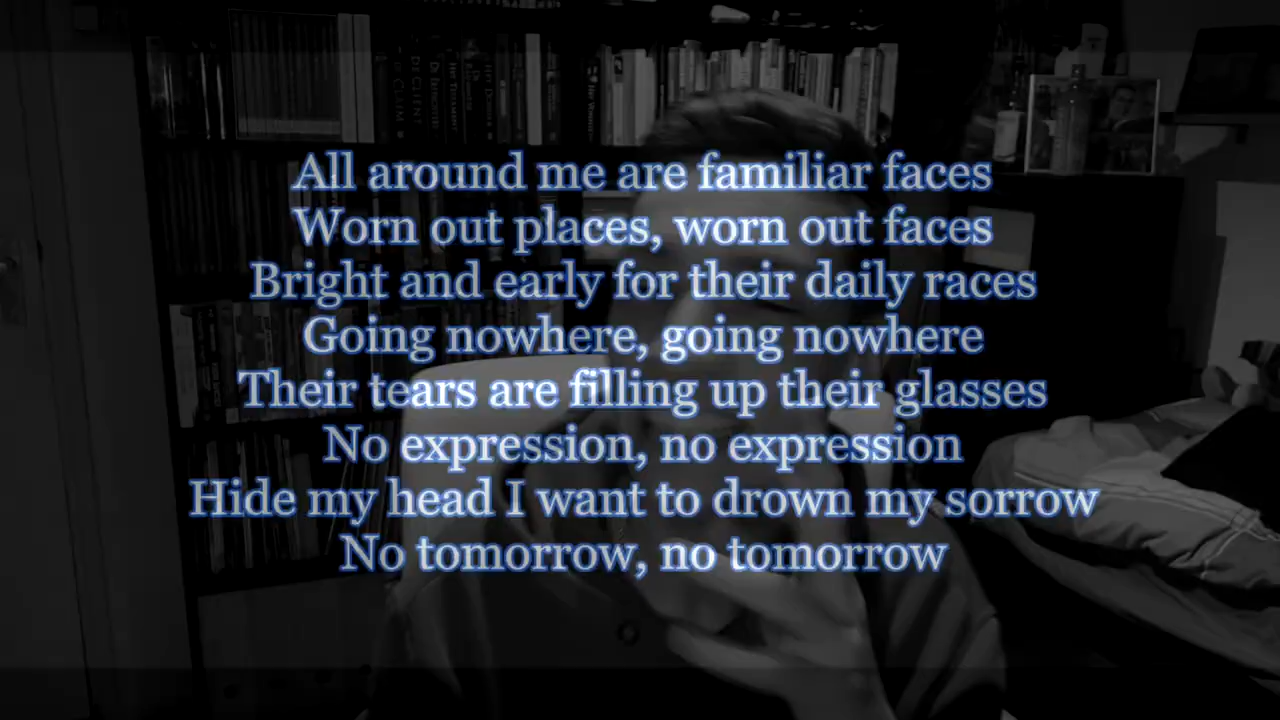 All around me are familiar faces
Worn out places, worn out faces
Bright and early for their daily races
Going nowhere, going nowhere
Their tears are filling up their glasses
No expression, no expression
Hide my head I want to drown my sorrow
No tomorrow, no tomorrow